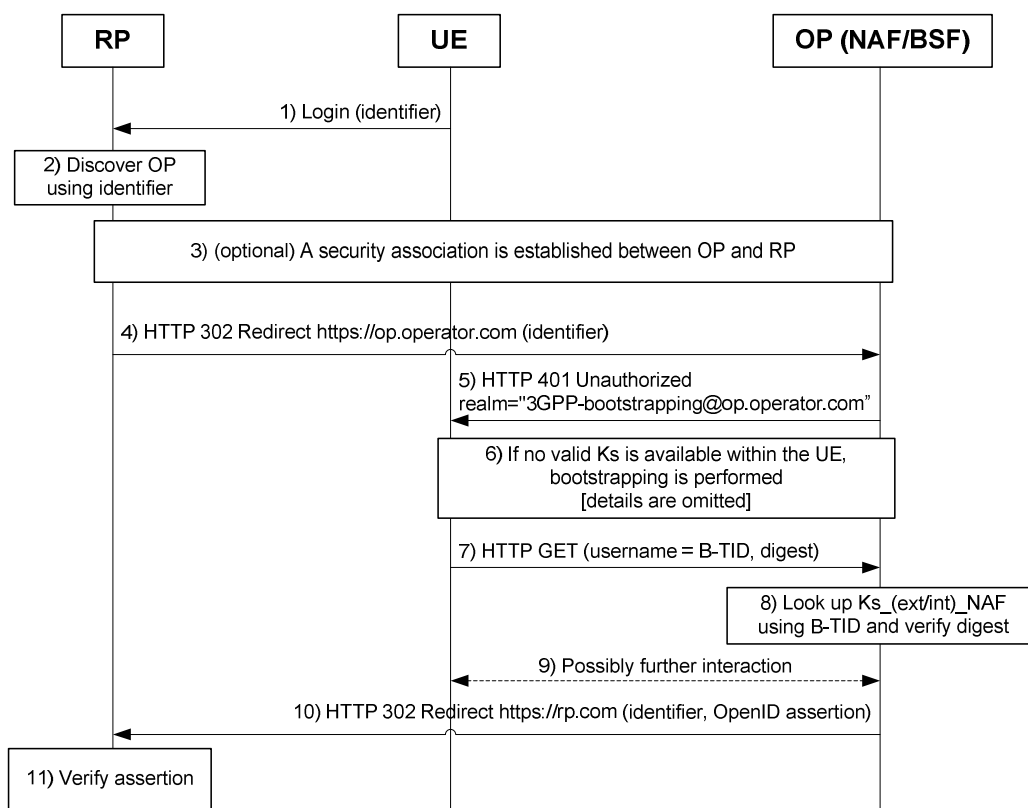 RP
UE
OP (NAF/BSF)
1) Login (identifier)
2) Discover OP
using identifier
3) (optional) A security association is established between OP and RP
4) HTTP 302 Redirect https://op.operator.com (identifier)
5) HTTP 401 Unauthorized
realm="3GPP-bootstrapping@op.operator.com”
6) If no valid Ks is available within the UE,
bootstrapping is performed
[details are omitted]
7) HTTP GET (username = B-TID, digest)
8) Look up Ks_(ext/int)_NAF
using B-TID and verify digest
9) Possibly further interaction
10) HTTP 302 Redirect https://rp.com (identifier, OpenID assertion)
11) Verify assertion